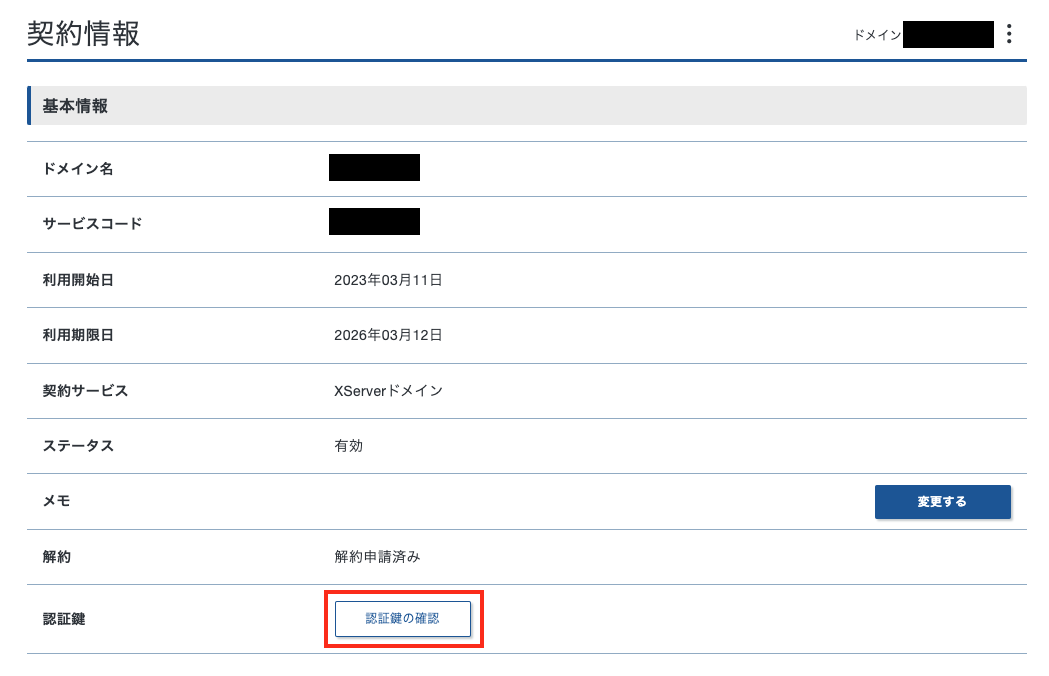 契約情報
ドメイン
基本情報
ドメイン名
サービスコード
利用開始日 2023年03月11日
利用期限日 2026年03月12日
契約サービス XServerドメイン
ステータス 有効
メモ 変更する
解約 解約申請済み
認証鍵 認証鍵の確認